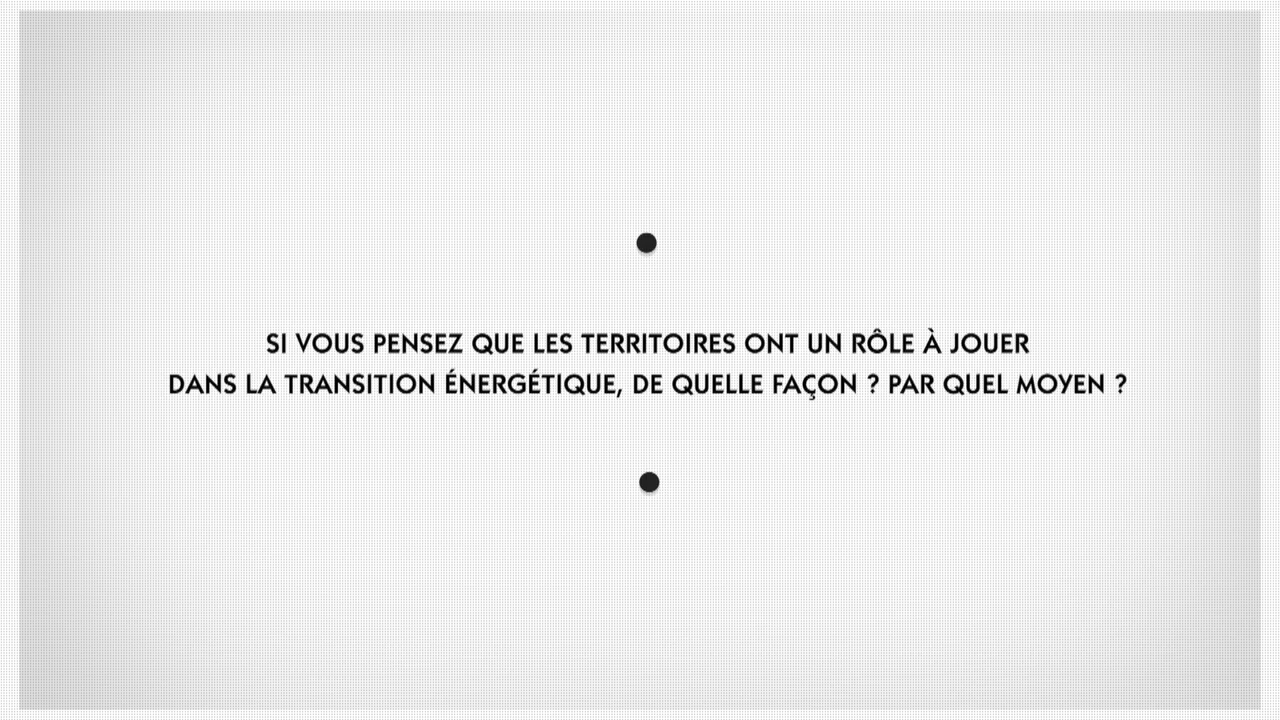 SI VOUS PENSEZ QUE LES TERRITOIRES ONT UN RÔLE À JOUER
DANS LA TRANSITION ÉNERGÉTIQUE, DE QUELLE FAÇON ? PAR QUEL MOYEN ?